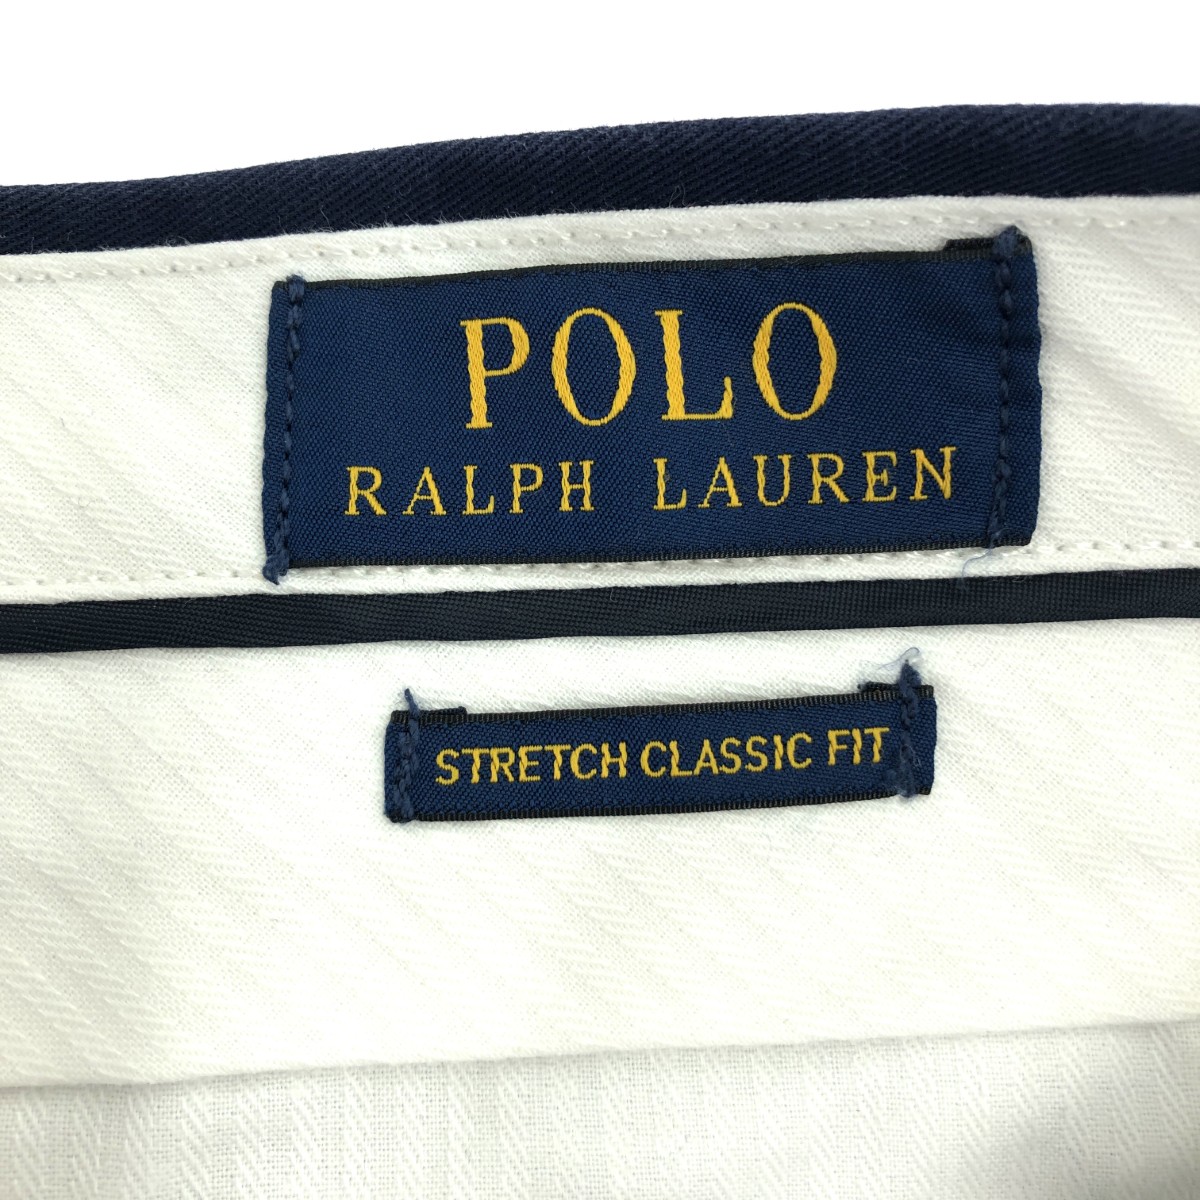 POLO
RALPH LAUREN
STRETCH CLASSIC FIT